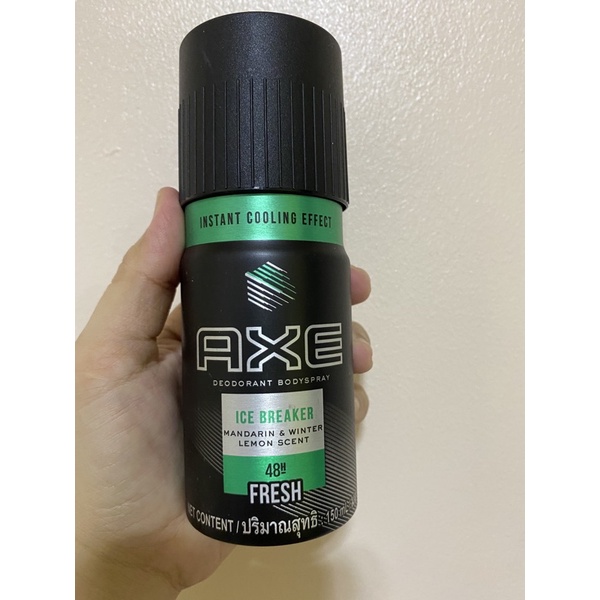 INSTANT COOLING EFFECT
AXE
DEODORANT BODYSPRAY
ICE BREAKER
MANDARIN & WINTER
LEMON SCENT
48H
FRESH
NET CONTENT / ปริมาณสุทธิ : 150